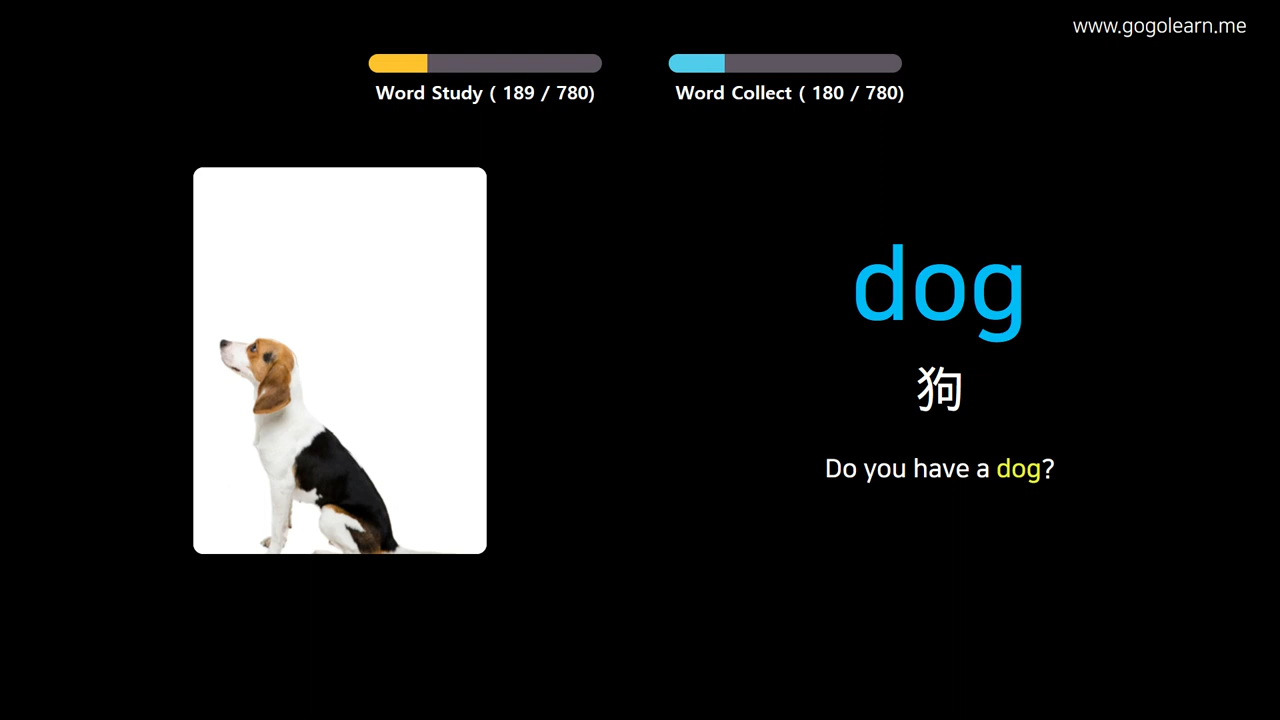 www.gogolearn.me
Word Study ( 189 / 780)
Word Collect ( 180 / 780)
dog
狗
Do you have a dog?